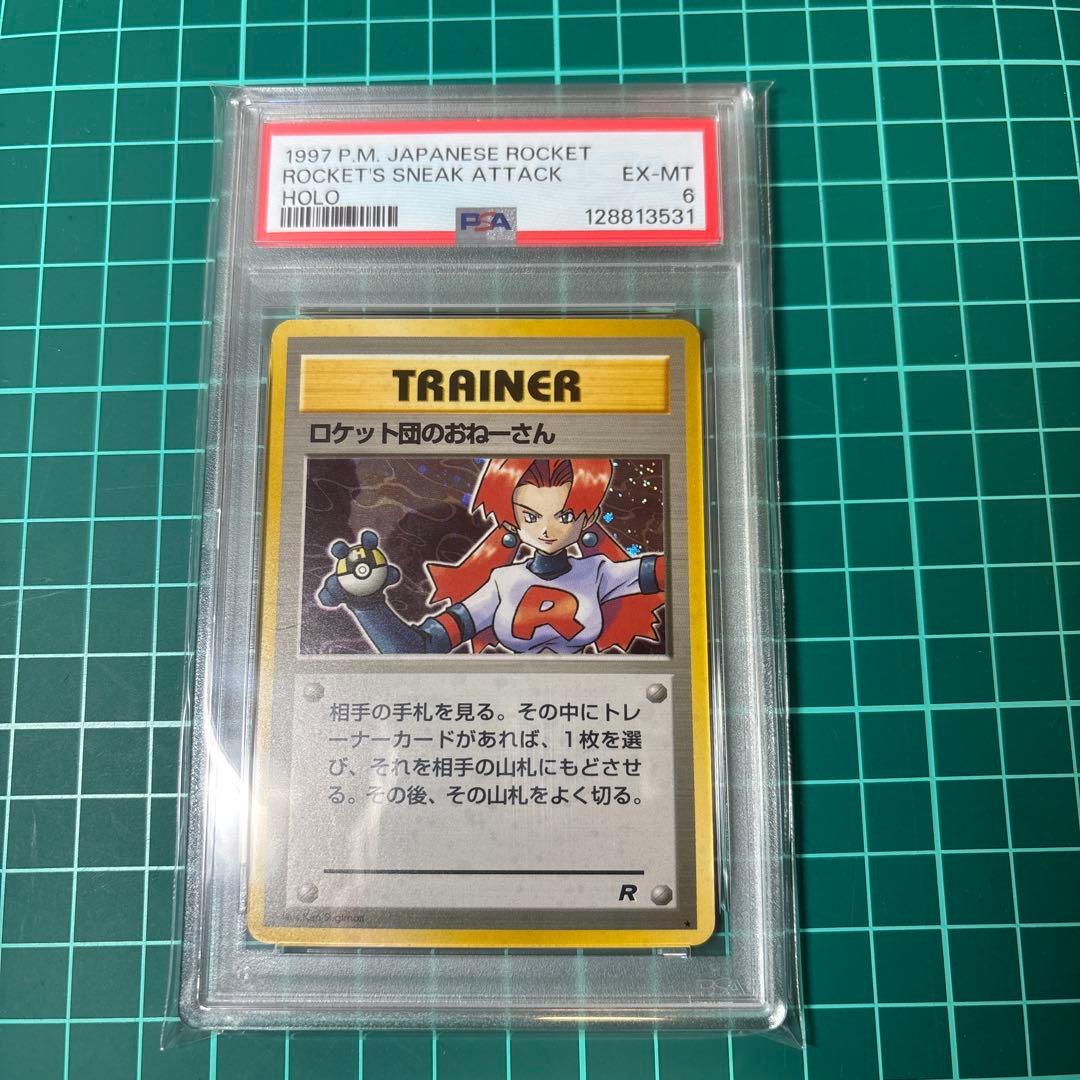 1997 P.M. JAPANESE ROCKET
ROCKET'S SNEAK ATTACK EX-MT
HOLO 6
PSA 128813531
TRAINER
ロケット団のおねーさん
R
相手の手札を見る。その中にトレ
ーナーカードがあれば、1枚を選
び、それを相手の山札にもどさせ
る。その後、その山札をよく切る。
R
Illus. Ken Sugimori
PSA